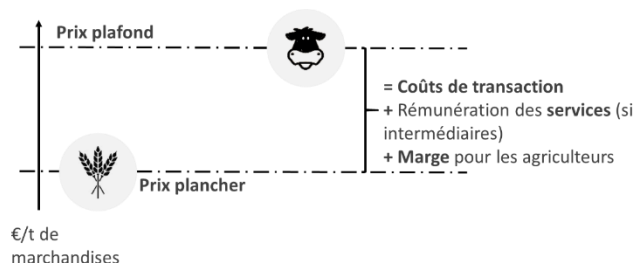 Prix plafond
= Coûts de transaction
+ Rémunération des services (si
intermédiaires)
+ Marge pour les agriculteurs
Prix plancher
€/t de
marchandises